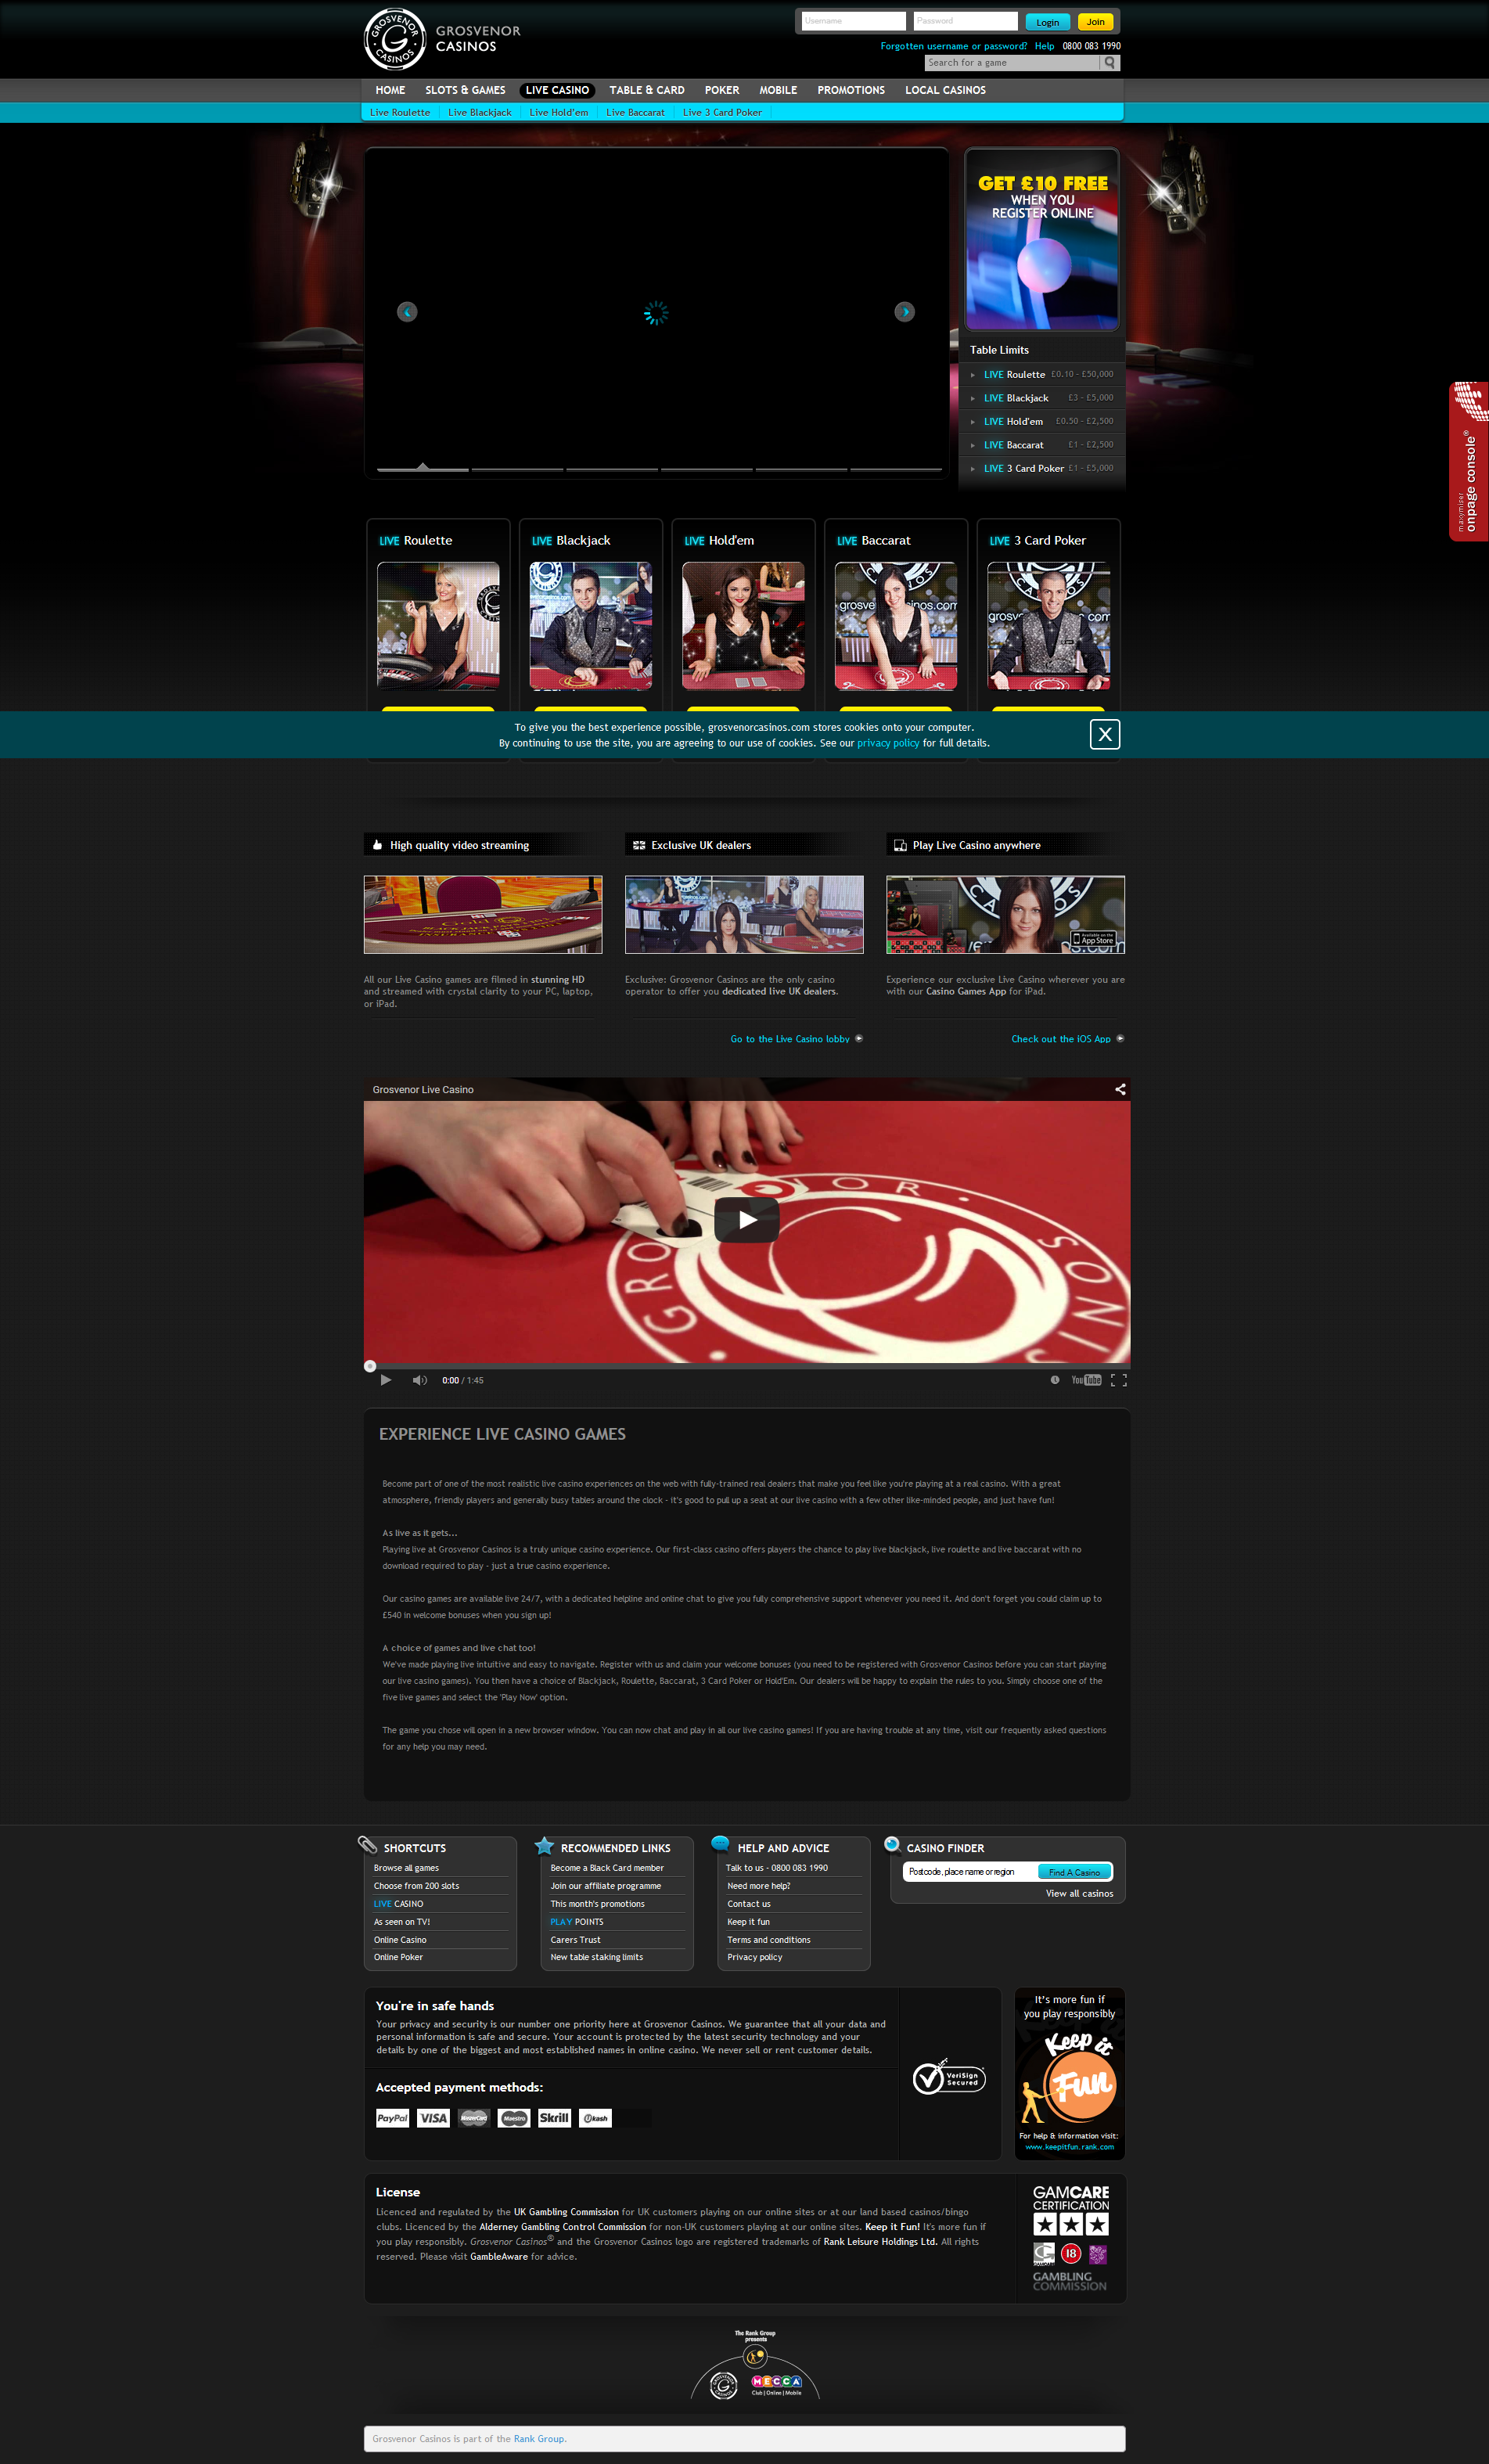 GROSVENOR
CASINOS
Username
Password
Login
Join
Forgotten username or password? Help 0800 083 1990
Search for a game
HOME SLOTS & GAMES LIVE CASINO TABLE & CARD POKER MOBILE PROMOTIONS LOCAL CASINOS
Live Roulette Live Blackjack Live Hold'em Live Baccarat Live 3 Card Poker
GET £10 FREE
WHEN YOU
REGISTER ONLINE
Table Limits
LIVE Roulette £0.10 - £50,000
LIVE Blackjack £3 - £5,000
LIVE Hold'em £0.50 - £2,500
LIVE Baccarat £1 - £2,500
LIVE 3 Card Poker £1 - £5,000
maxymiser
onpage console®
LIVE Roulette
LIVE Blackjack
LIVE Hold'em
LIVE Baccarat
LIVE 3 Card Poker
To give you the best experience possible, grosvenorcasinos.com stores cookies onto your computer.
By continuing to use the site, you are agreeing to our use of cookies. See our privacy policy for full details.
X
High quality video streaming
Exclusive UK dealers
Play Live Casino anywhere
Available on the
App Store
All our Live Casino games are filmed in stunning HD
and streamed with crystal clarity to your PC, laptop,
or iPad.
Exclusive: Grosvenor Casinos are the only casino
operator to offer you dedicated live UK dealers.
Go to the Live Casino lobby
Experience our exclusive Live Casino wherever you are
with our Casino Games App for iPad.
Check out the iOS App
Grosvenor Live Casino
0:00 / 1:45
YouTube
EXPERIENCE LIVE CASINO GAMES
Become part of one of the most realistic live casino experiences on the web with fully-trained real dealers that make you feel like you're playing at a real casino. With a great
atmosphere, friendly players and generally busy tables around the clock - it's good to pull up a seat at our live casino with a few other like-minded people, and just have fun!
As live as it gets...
Playing live at Grosvenor Casinos is a truly unique casino experience. Our first-class casino offers players the chance to play live blackjack, live roulette and live baccarat with no
download required to play - just a true casino experience.
Our casino games are available live 24/7, with a dedicated helpline and online chat to give you fully comprehensive support whenever you need it. And don't forget you could claim up to
£540 in welcome bonuses when you sign up!
A choice of games and live chat too!
We've made playing live intuitive and easy to navigate. Register with us and claim your welcome bonuses (you need to be registered with Grosvenor Casinos before you can start playing
our live casino games). You then have a choice of Blackjack, Roulette, Baccarat, 3 Card Poker or Hold'Em. Our dealers will be happy to explain the rules to you. Simply choose one of the
five live games and select the 'Play Now' option.
The game you chose will open in a new browser window. You can now chat and play in all our live casino games! If you are having trouble at any time, visit our frequently asked questions
for any help you may need.
SHORTCUTS
Browse all games
Choose from 200 slots
LIVE CASINO
As seen on TV!
Online Casino
Online Poker
RECOMMENDED LINKS
Become a Black Card member
Join our affiliate programme
This month's promotions
PLAY POINTS
Carers Trust
New table staking limits
HELP AND ADVICE
Talk to us - 0800 083 1990
Need more help?
Contact us
Keep it fun
Terms and conditions
Privacy policy
CASINO FINDER
Postcode, place name or region
Find A Casino
View all casinos
You're in safe hands
Your privacy and security is our number one priority here at Grosvenor Casinos. We guarantee that all your data and
personal information is safe and secure. Your account is protected by the latest security technology and your
details by one of the biggest and most established names in online casino. We never sell or rent customer details.
Accepted payment methods:
PayPal VISA MasterCard Maestro Skrill Ukash
VeriSign
Secured
It's more fun if
you play responsibly
Keep it
Fun
For help & information visit:
www.keepitfun.rank.com
License
Licenced and regulated by the UK Gambling Commission for UK customers playing on our online sites or at our land based casinos/bingo
clubs. Licenced by the Alderney Gambling Control Commission for non-UK customers playing at our online sites. Keep it Fun! It's more fun if
you play responsibly. Grosvenor Casinos® and the Grosvenor Casinos logo are registered trademarks of Rank Leisure Holdings Ltd. All rights
reserved. Please visit GambleAware for advice.
GAMCARE
CERTIFICATION
18
GAMBLING
COMMISSION
The Rank Group
presents
MECCA
Club | Online | Mobile
Grosvenor Casinos is part of the Rank Group.